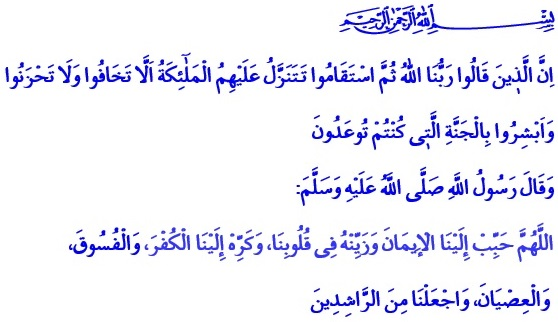 بِسْمِ اللّٰهِ الرَّحْمٰنِ الرَّحِيمِ
اِنَّ الَّذٖينَ قَالُوا رَبُّنَا اللّٰهُ ثُمَّ اسْتَقَامُوا تَتَنَزَّلُ عَلَيْهِمُ الْمَلٰٓئِكَةُ اَلَّا تَخَافُوا وَلَا تَحْزَنُوا
وَاَبْشِرُوا بِالْجَنَّةِ الَّتٖى كُنْتُمْ تُوعَدُونَ
وَقَالَ رَسُولُ اللَّهِ صَلَّى اللَّهُ عَلَيْهِ وَسَلَّمَ:
اللَّهُمَّ حَبِّبْ إِلَيْنَا الْإِيمَانَ وَزَيِّنْهُ فِى قُلُوبِنَا، وَكَرِّهْ إِلَيْنَا الْكُفْرَ، وَالْفُسُوقَ،
وَالْعِصْيَانَ، وَاجْعَلْنَا مِنَ الرَّاشِدِينَ